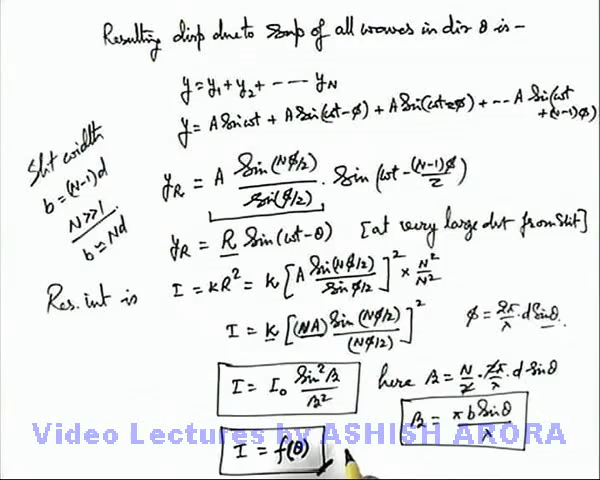 Resulting disp due to sup of all waves in dir θ is –
y = y₁ + y₂ + ---- y_N
y = A Sin ωt + A Sin(ωt - φ) + A Sin(ωt - 2φ) + -- A Sin(ωt + (N-1)φ)
Slit width
b = (N-1)d
N >> 1
b ≃ Nd
y_R = A Sin(Nφ/2) / Sin(φ/2) . Sin (ωt - (N-1)φ/2)
y_R = R Sin(ωt - θ) [at very large dist from Slit]
Res. int is I = KR² = K [A Sin(Nφ/2) / Sin φ/2]² × N²/N²
I = K [(NA) Sin (Nφ/2) / (Nφ/2)]² φ = 2π/λ . d Sin θ.
I = I₀ Sin²β / β² here β = N/2 . 2π/λ . d Sin θ
β = π b Sin θ / λ
Video Lectures by ASHISH ARORA
I = f(θ)